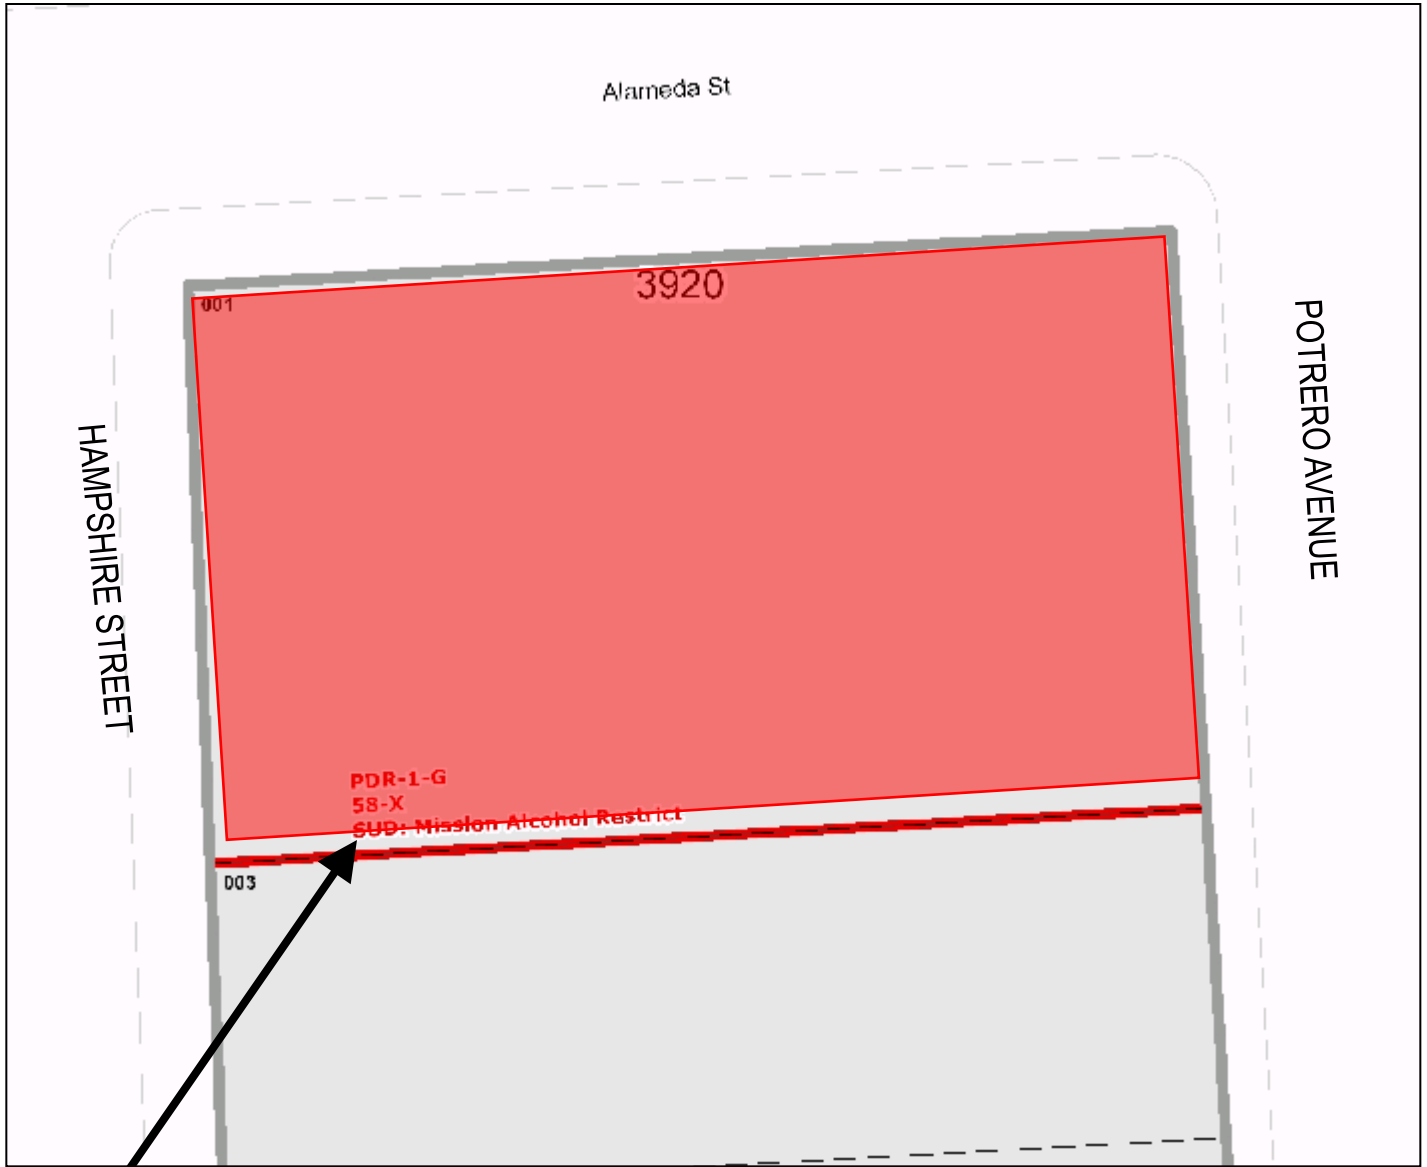 Alameda St
3920
001
HAMPSHIRE STREET
POTRERO AVENUE
PDR-1-G
58-X
SUD: Mission Alcohol Restrict
003